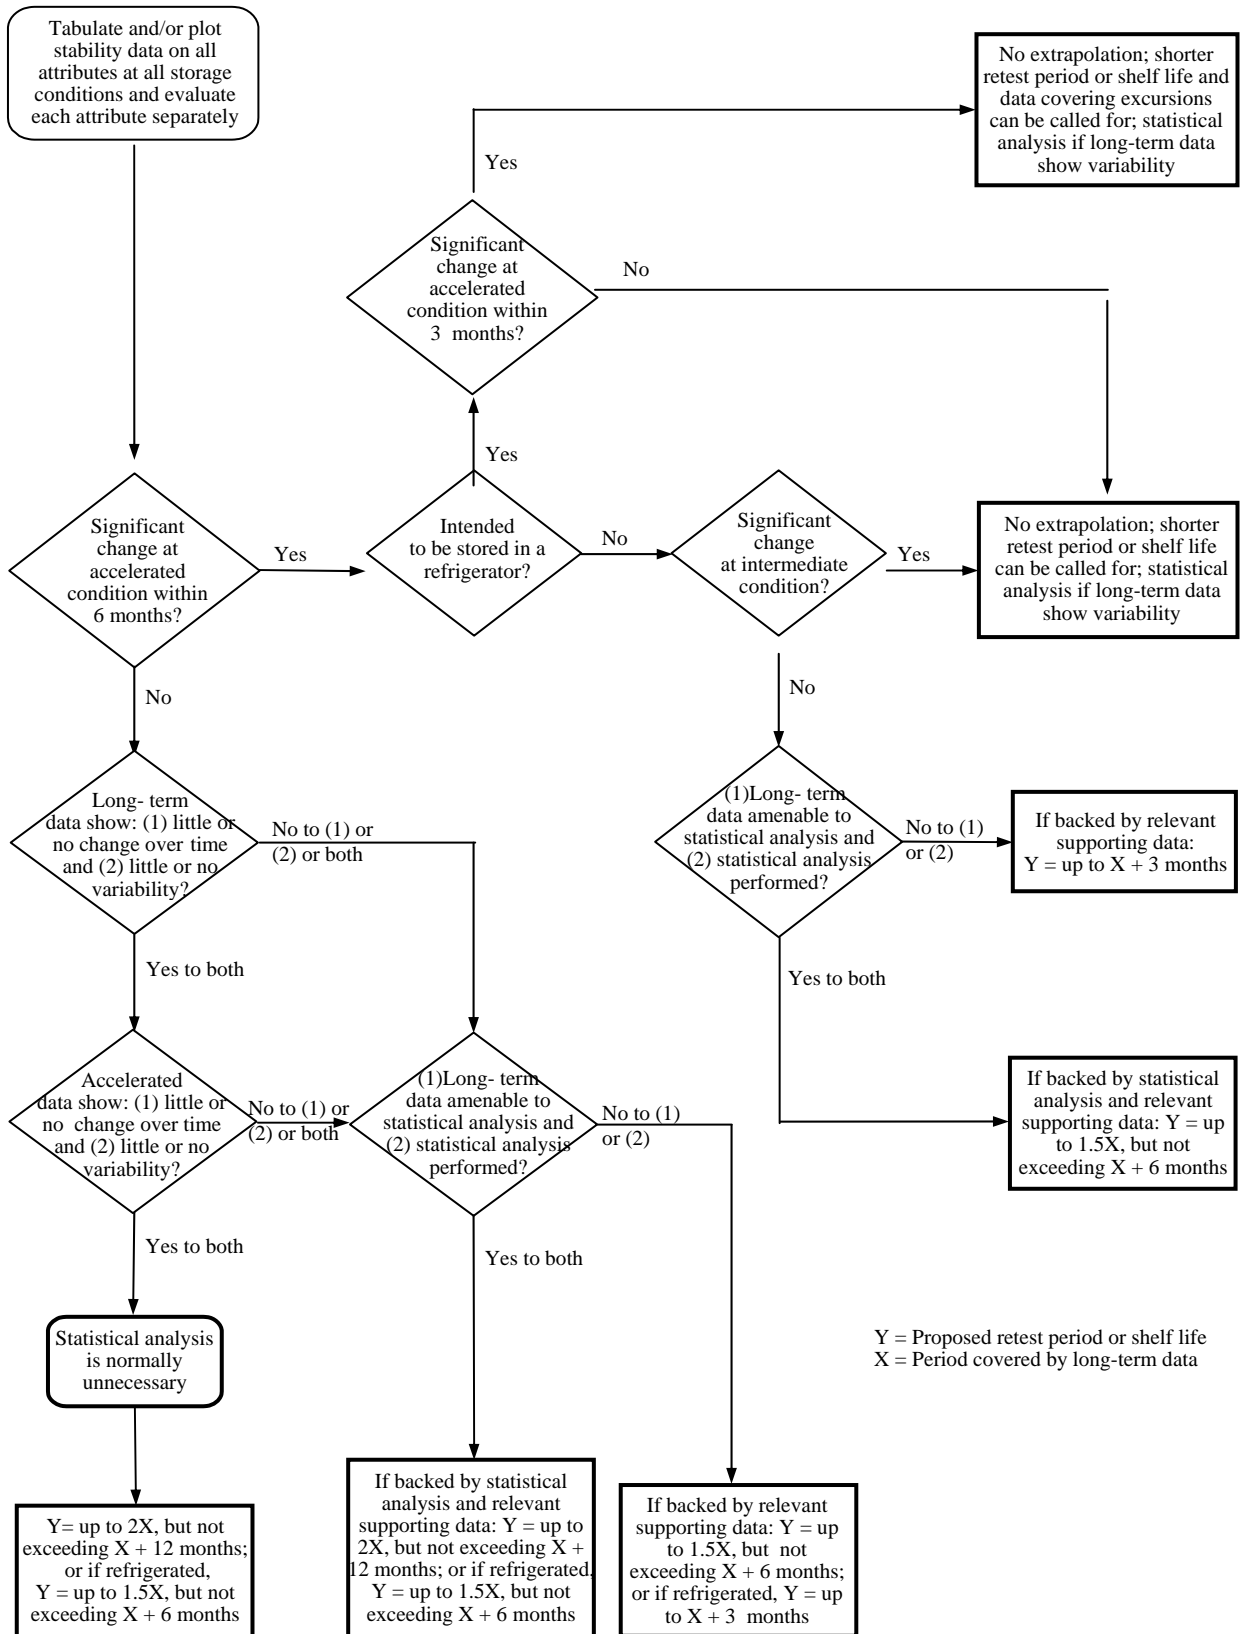 Tabulate and/or plot
stability data on all
attributes at all storage
conditions and evaluate
each attribute separately
No extrapolation; shorter
retest period or shelf life and
data covering excursions
can be called for; statistical
analysis if long-term data
show variability
Yes
Significant
change at
accelerated
condition within
3 months?
No
Yes
Significant
change at
accelerated
condition within
6 months?
Yes
Intended
to be stored in a
refrigerator?
No
Significant
change
at intermediate
condition?
Yes
No extrapolation; shorter
retest period or shelf life
can be called for; statistical
analysis if long-term data
show variability
No
No
Long- term
data show: (1) little or
no change over time
and (2) little or no
variability?
No to (1) or
(2) or both
(1)Long- term
data amenable to
statistical analysis and
(2) statistical analysis
performed?
No to (1)
or (2)
If backed by relevant
supporting data:
Y = up to X + 3 months
Yes to both
Yes to both
Accelerated
data show: (1) little or
no change over time
and (2) little or no
variability?
No to (1) or
(2) or both
(1)Long- term
data amenable to
statistical analysis and
(2) statistical analysis
performed?
No to (1)
or (2)
If backed by statistical
analysis and relevant
supporting data: Y = up
to 1.5X, but not
exceeding X + 6 months
Yes to both
Yes to both
Statistical analysis
is normally
unnecessary
Y = Proposed retest period or shelf life
X = Period covered by long-term data
Y= up to 2X, but not
exceeding X + 12 months;
or if refrigerated,
Y = up to 1.5X, but not
exceeding X + 6 months
If backed by statistical
analysis and relevant
supporting data: Y = up to
2X, but not exceeding X +
12 months; or if refrigerated,
Y = up to 1.5X, but not
exceeding X + 6 months
If backed by relevant
supporting data: Y = up
to 1.5X, but not
exceeding X + 6 months;
or if refrigerated, Y = up
to X + 3 months